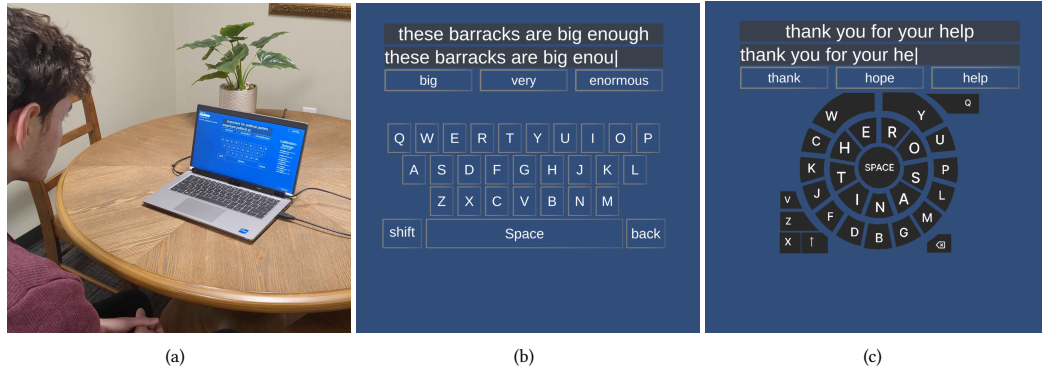 these barracks are big enough
these barracks are big enou|
big very enormous
Q W E R T Y U I O P
A S D F G H J K L
Z X C V B N M
shift Space back
thank you for your help
thank you for your he|
thank hope help
W Y Q
C E R U
K H O P
T SPACE S
J I N A L
V F M
Z D B G
X ↑ ⌫
(a) (b) (c)